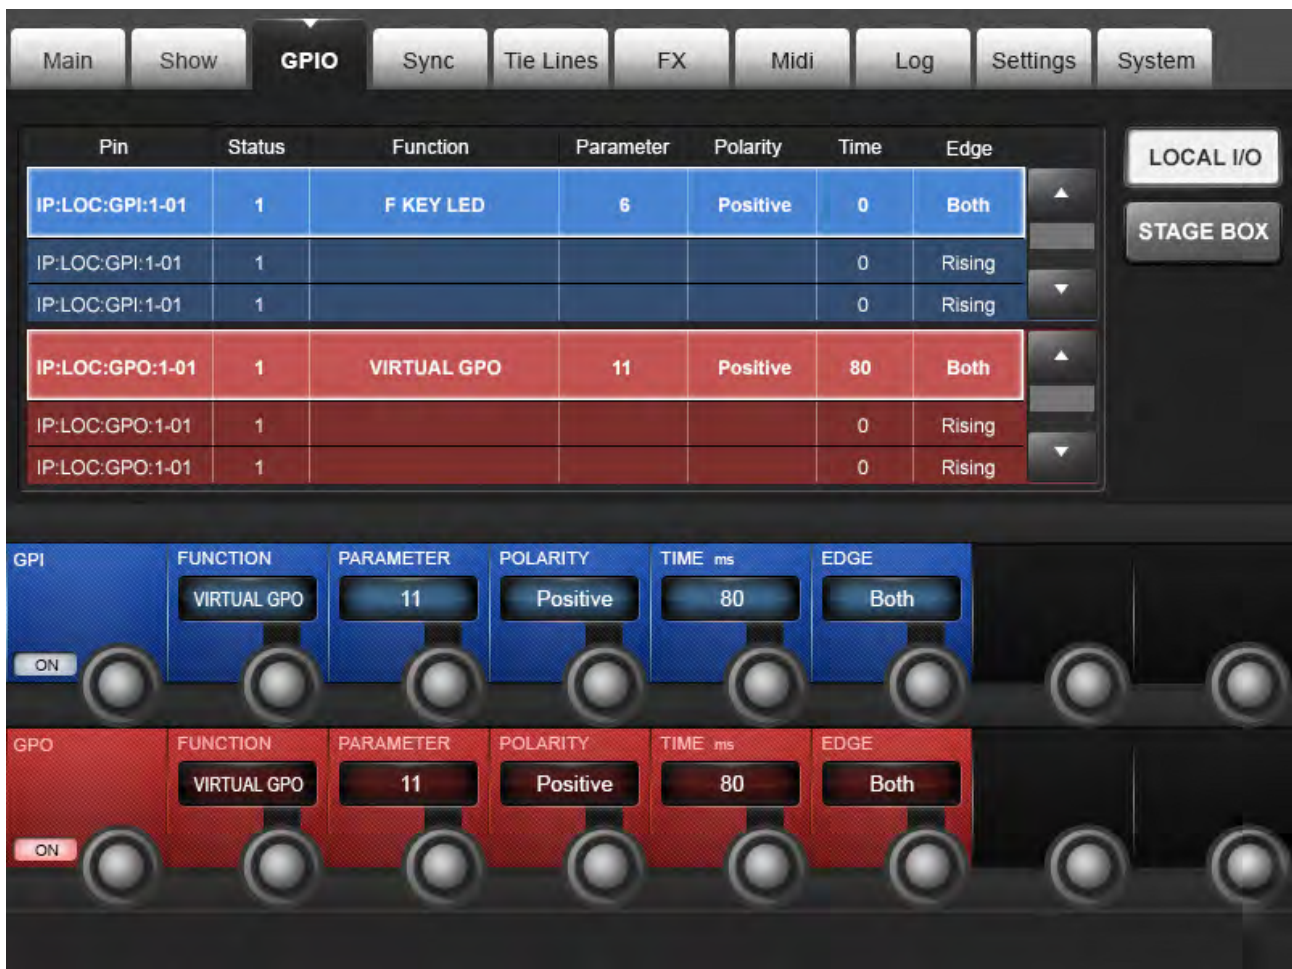 Main Show GPIO Sync Tie Lines FX Midi Log Settings System
Pin Status Function Parameter Polarity Time Edge
LOCAL I/O
IP:LOC:GPI:1-01 1 F KEY LED 6 Positive 0 Both
STAGE BOX
IP:LOC:GPI:1-01 1 0 Rising
IP:LOC:GPI:1-01 1 0 Rising
IP:LOC:GPO:1-01 1 VIRTUAL GPO 11 Positive 80 Both
IP:LOC:GPO:1-01 1 0 Rising
IP:LOC:GPO:1-01 1 0 Rising
GPI FUNCTION PARAMETER POLARITY TIME ms EDGE
VIRTUAL GPO 11 Positive 80 Both
ON
GPO FUNCTION PARAMETER POLARITY TIME ms EDGE
VIRTUAL GPO 11 Positive 80 Both
ON